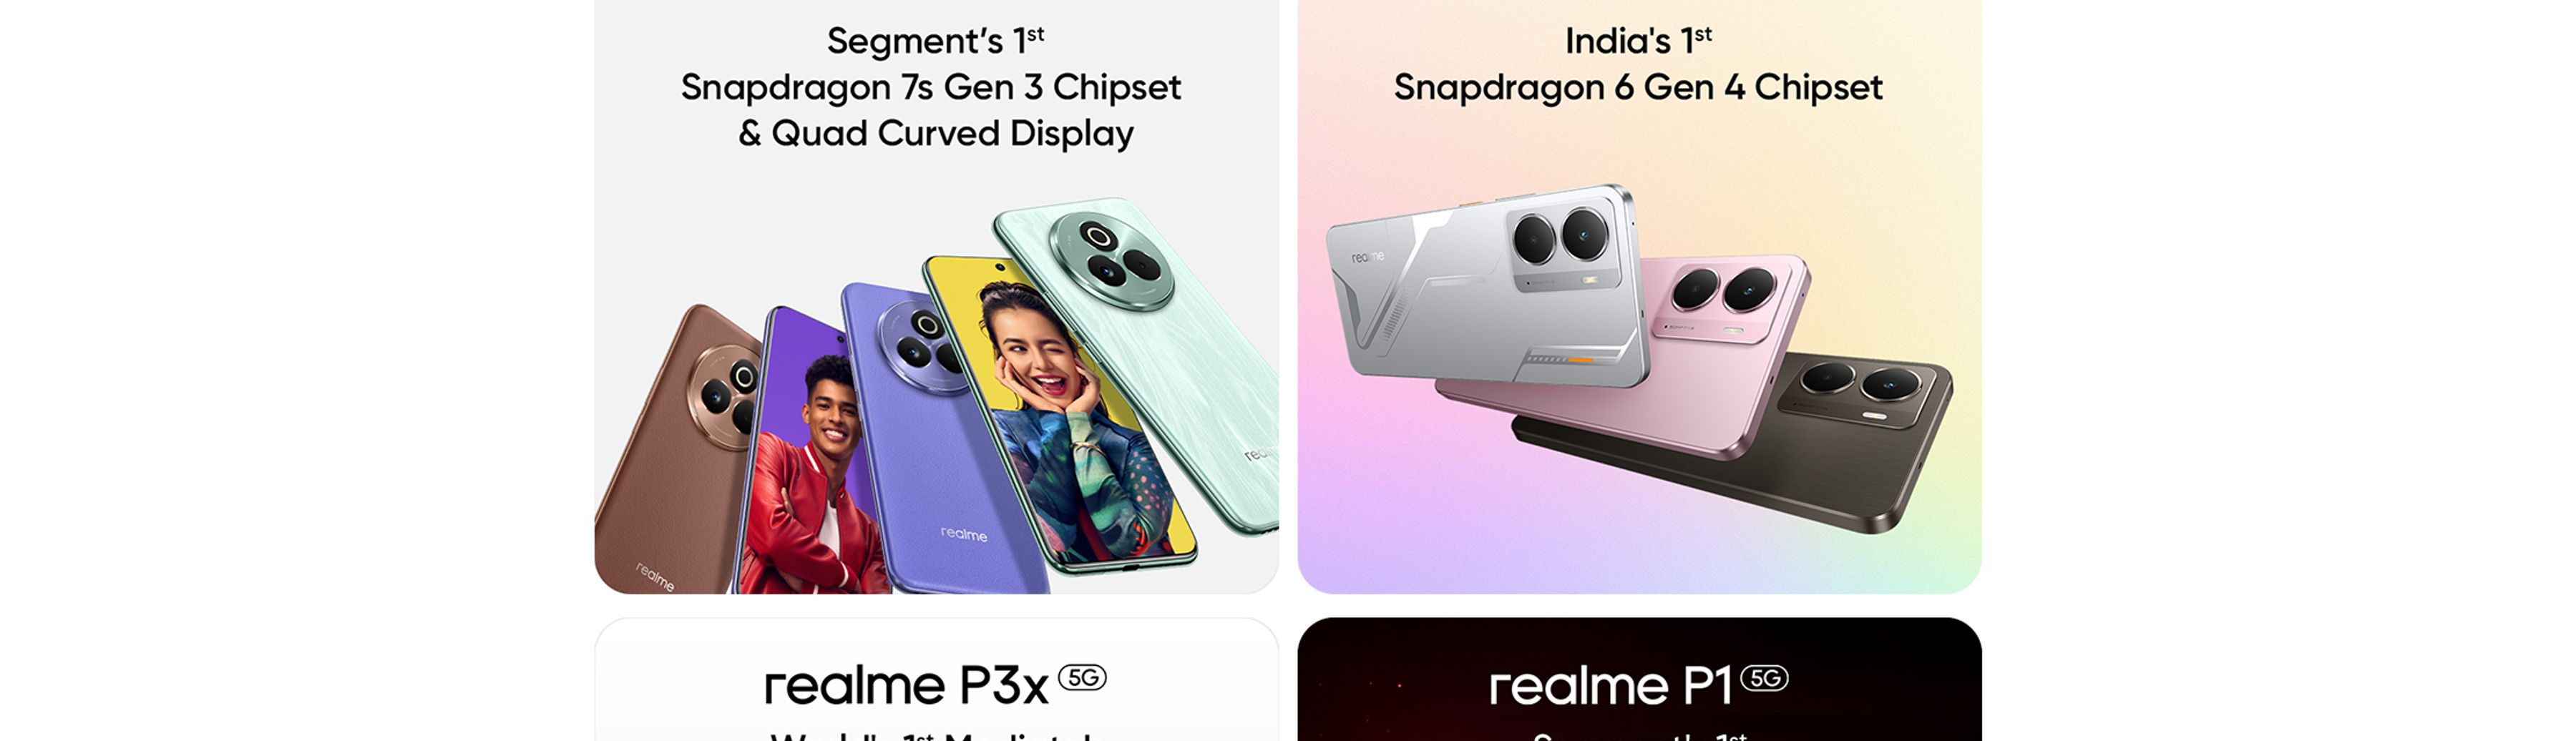 Segment's 1st
Snapdragon 7s Gen 3 Chipset
& Quad Curved Display
realme
realme
India's 1st
Snapdragon 6 Gen 4 Chipset
realme
realme P3x 5G
realme P1 5G